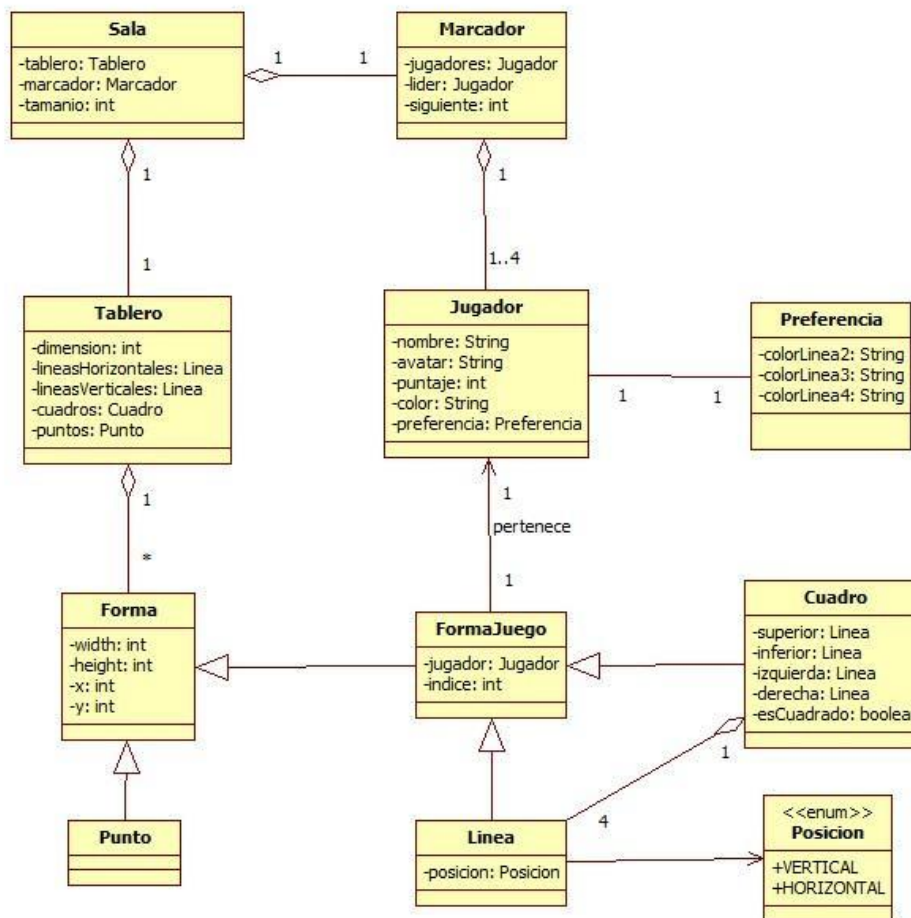 Sala
-tablero: Tablero
-marcador: Marcador
-tamanio: int
1
1
Marcador
-jugadores: Jugador
-lider: Jugador
-siguiente: int
1
1
1
1..4
Tablero
-dimension: int
-lineasHorizontales: Linea
-lineasVerticales: Linea
-cuadros: Cuadro
-puntos: Punto
Jugador
-nombre: String
-avatar: String
-puntaje: int
-color: String
-preferencia: Preferencia
1
1
Preferencia
-colorLinea2: String
-colorLinea3: String
-colorLinea4: String
1
*
1
pertenece
1
Forma
-width: int
-height: int
-x: int
-y: int
FormaJuego
-jugador: Jugador
-indice: int
Cuadro
-superior: Linea
-inferior: Linea
-izquierda: Linea
-derecha: Linea
-esCuadrado: boolea
1
4
Punto
Linea
-posicion: Posicion
<<enum>>
Posicion
+VERTICAL
+HORIZONTAL